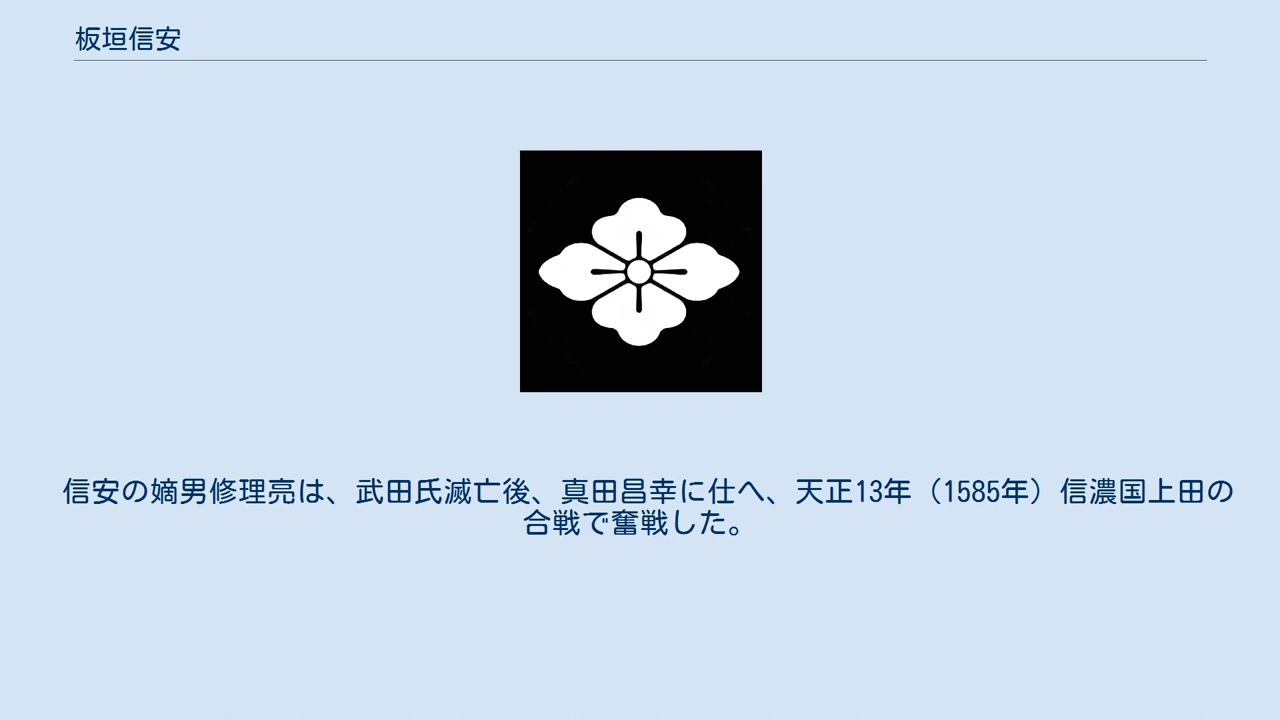 板垣信安
信安の嫡男修理亮は、武田氏滅亡後、真田昌幸に仕へ、天正13年（1585年）信濃国上田の
合戦で奮戦した。